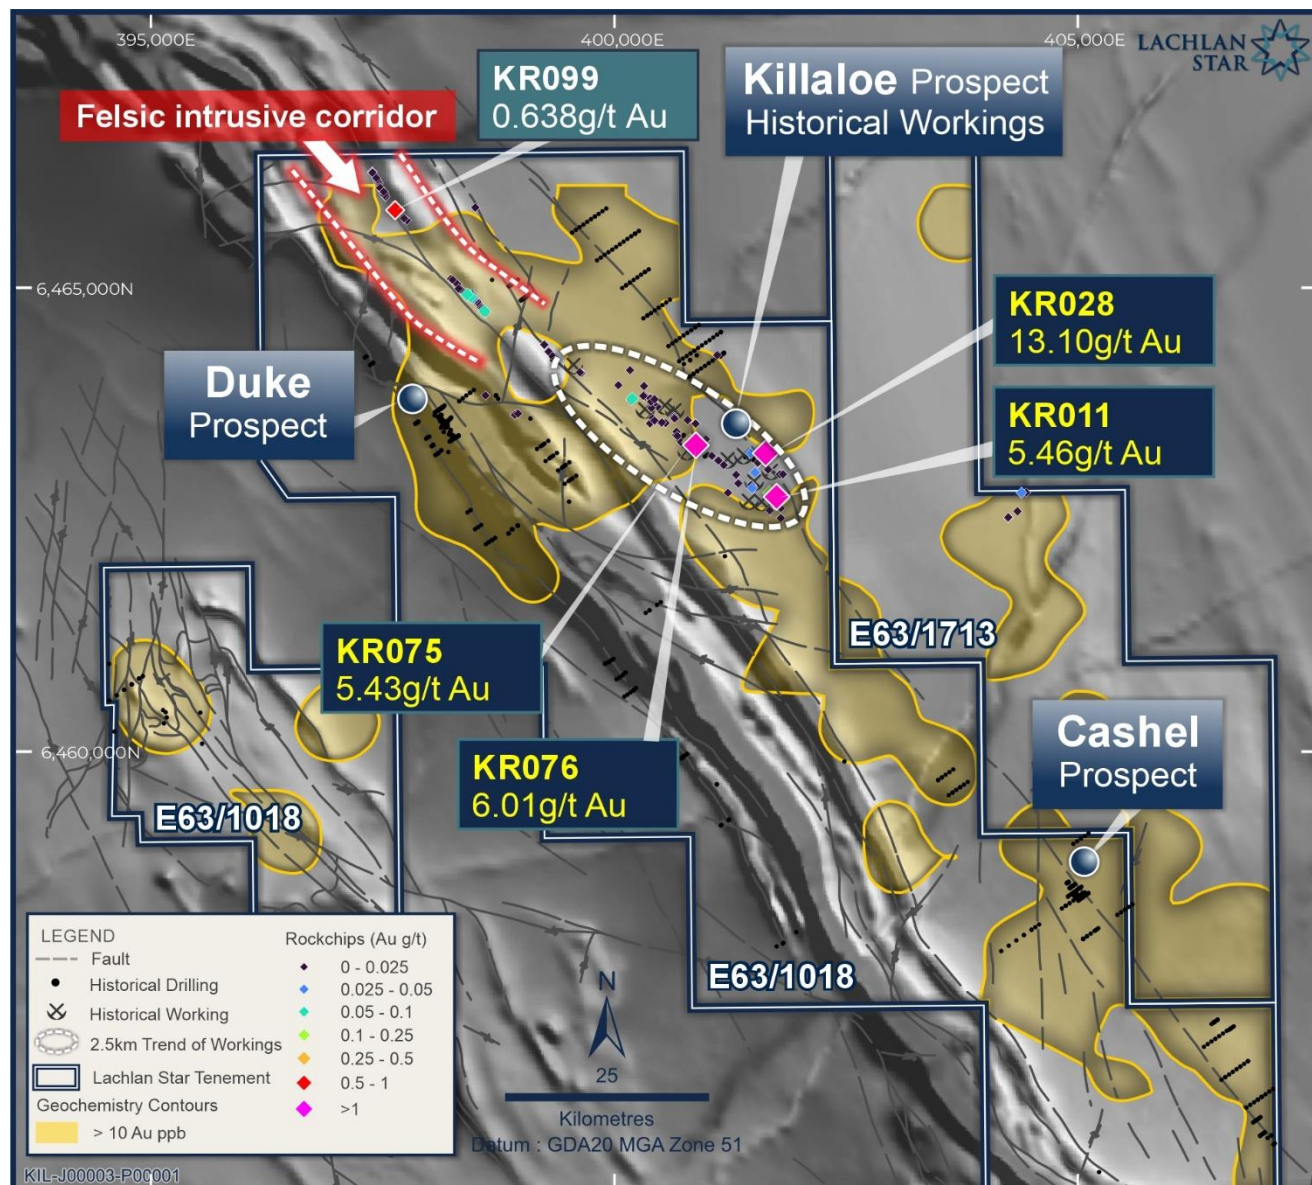 395,000E
400,000E
405,000E
LACHLAN
STAR
KR099
0.638g/t Au
Killaloe Prospect
Historical Workings
Felsic intrusive corridor
6,465,000N
KR028
13.10g/t Au
Duke
Prospect
KR011
5.46g/t Au
E63/1713
KR075
5.43g/t Au
Cashel
Prospect
6,460,000N
KR076
6.01g/t Au
E63/1018
E63/1018
LEGEND
Fault
Historical Drilling
Historical Working
2.5km Trend of Workings
Lachlan Star Tenement
Geochemistry Contours
> 10 Au ppb
Rockchips (Au g/t)
0 - 0.025
0.025 - 0.05
0.05 - 0.1
0.1 - 0.25
0.25 - 0.5
0.5 - 1
>1
N
25
Kilometres
Datum : GDA20 MGA Zone 51
KIL-J00003-P00001